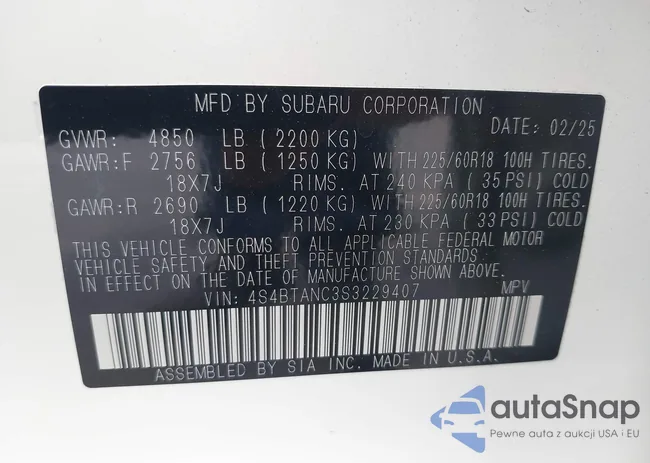 MFD BY SUBARU CORPORATION
DATE: 02/25
GVWR: 4850 LB ( 2200 KG)
GAWR:F 2756 LB ( 1250 KG) WITH 225/60R18 100H TIRES.
18X7J RIMS. AT 240 KPA ( 35 PSI) COLD
GAWR:R 2690 LB ( 1220 KG) WITH 225/60R18 100H TIRES.
18X7J RIMS. AT 230 KPA ( 33 PSI) COLD
THIS VEHICLE CONFORMS TO ALL APPLICABLE FEDERAL MOTOR
VEHICLE SAFETY AND THEFT PREVENTION STANDARDS
IN EFFECT ON THE DATE OF MANUFACTURE SHOWN ABOVE.
VIN: 4S4BTANC3S3229407 MPV
ASSEMBLED BY SIA INC. MADE IN U.S.A.
autaSnap
Pewne auta z aukcji USA i EU